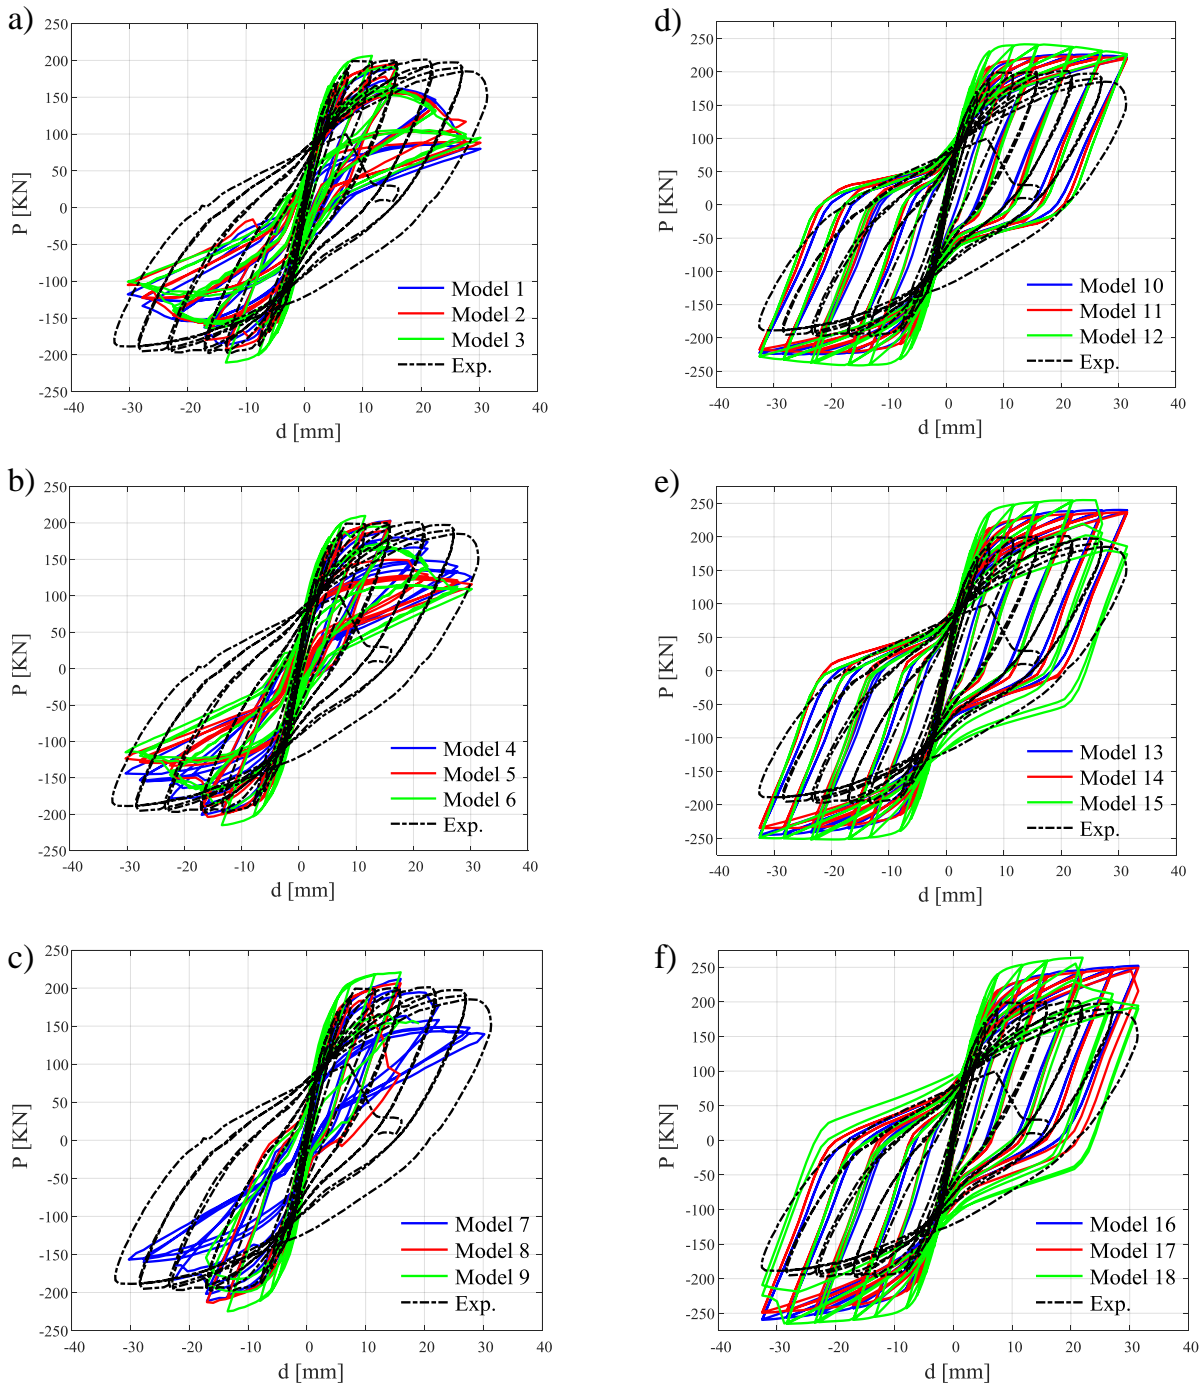 a)
250
200
150
100
50
0
-50
-100
-150
-200
-250
P [KN]
Model 1
Model 2
Model 3
Exp.
-40 -30 -20 -10 0 10 20 30 40
d [mm]
d)
250
200
150
100
50
0
-50
-100
-150
-200
-250
P [KN]
Model 10
Model 11
Model 12
Exp.
-40 -30 -20 -10 0 10 20 30 40
d [mm]
b)
250
200
150
100
50
0
-50
-100
-150
-200
-250
P [KN]
Model 4
Model 5
Model 6
Exp.
-40 -30 -20 -10 0 10 20 30 40
d [mm]
e)
250
200
150
100
50
0
-50
-100
-150
-200
-250
P [KN]
Model 13
Model 14
Model 15
Exp.
-40 -30 -20 -10 0 10 20 30 40
d [mm]
c)
250
200
150
100
50
0
-50
-100
-150
-200
-250
P [KN]
Model 7
Model 8
Model 9
Exp.
-40 -30 -20 -10 0 10 20 30 40
d [mm]
f)
250
200
150
100
50
0
-50
-100
-150
-200
-250
P [KN]
Model 16
Model 17
Model 18
Exp.
-40 -30 -20 -10 0 10 20 30 40
d [mm]